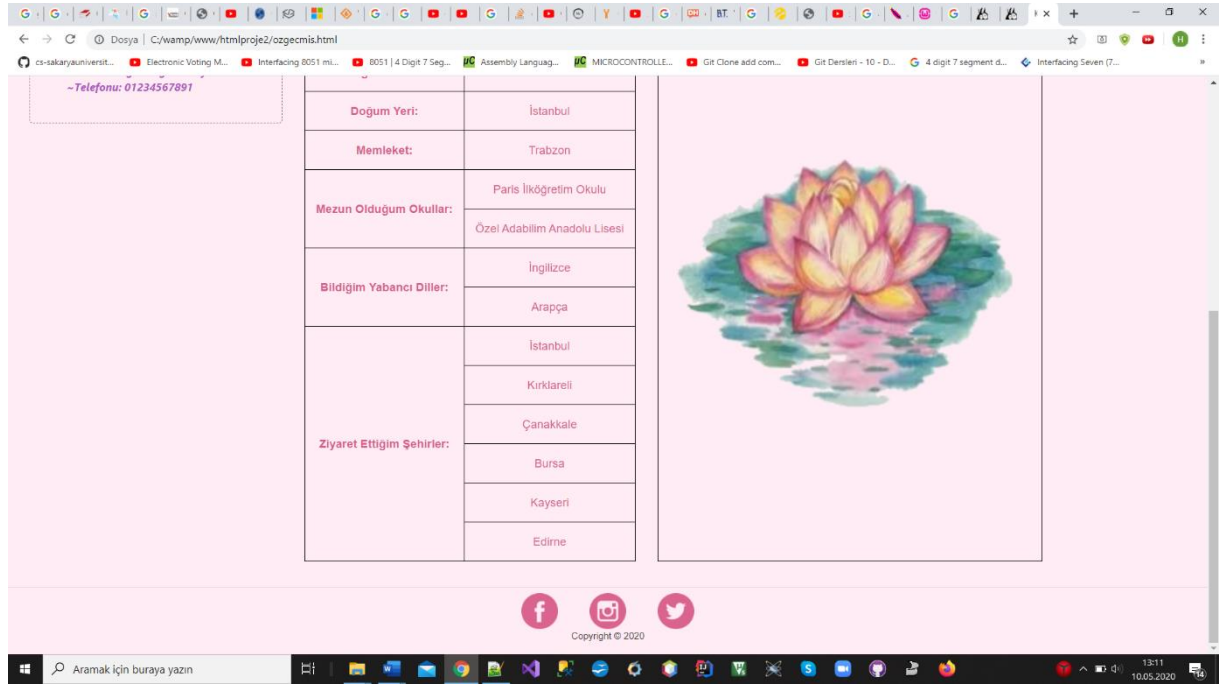 Dosya | C:/wamp/www/htmlproje2/ozgecmis.html
cs-sakaryauniversit...
Electronic Voting M...
Interfacing 8051 mi...
8051 | 4 Digit 7 Seg...
Assembly Languag...
MICROCONTROLLE...
Git Clone add com...
Git Dersleri - 10 - D...
4 digit 7 segment d...
Interfacing Seven (7...
~Telefonu: 01234567891
Doğum Yeri:
İstanbul
Memleket:
Trabzon
Mezun Olduğum Okullar:
Paris İlköğretim Okulu
Özel Adabilim Anadolu Lisesi
Bildiğim Yabancı Diller:
İngilizce
Arapça
Ziyaret Ettiğim Şehirler:
İstanbul
Kırklareli
Çanakkale
Bursa
Kayseri
Edirne
Copyright © 2020
Aramak için buraya yazın
13:11
10.05.2020